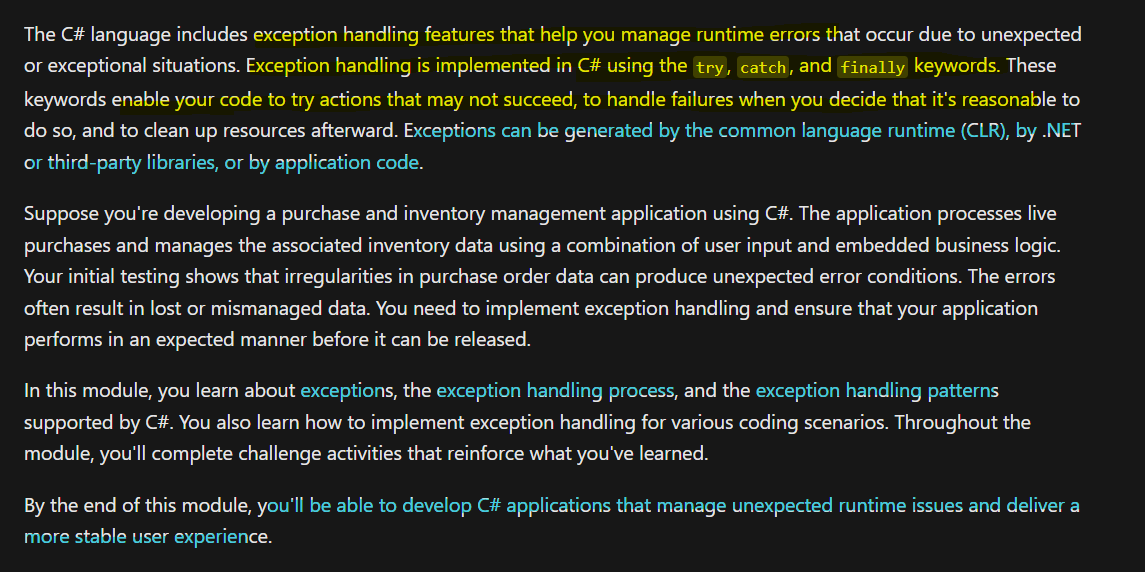 The C# language includes exception handling features that help you manage runtime errors that occur due to unexpected
or exceptional situations. Exception handling is implemented in C# using the try, catch, and finally keywords. These
keywords enable your code to try actions that may not succeed, to handle failures when you decide that it's reasonable to
do so, and to clean up resources afterward. Exceptions can be generated by the common language runtime (CLR), by .NET
or third-party libraries, or by application code.
Suppose you're developing a purchase and inventory management application using C#. The application processes live
purchases and manages the associated inventory data using a combination of user input and embedded business logic.
Your initial testing shows that irregularities in purchase order data can produce unexpected error conditions. The errors
often result in lost or mismanaged data. You need to implement exception handling and ensure that your application
performs in an expected manner before it can be released.
In this module, you learn about exceptions, the exception handling process, and the exception handling patterns
supported by C#. You also learn how to implement exception handling for various coding scenarios. Throughout the
module, you'll complete challenge activities that reinforce what you've learned.
By the end of this module, you'll be able to develop C# applications that manage unexpected runtime issues and deliver a
more stable user experience.